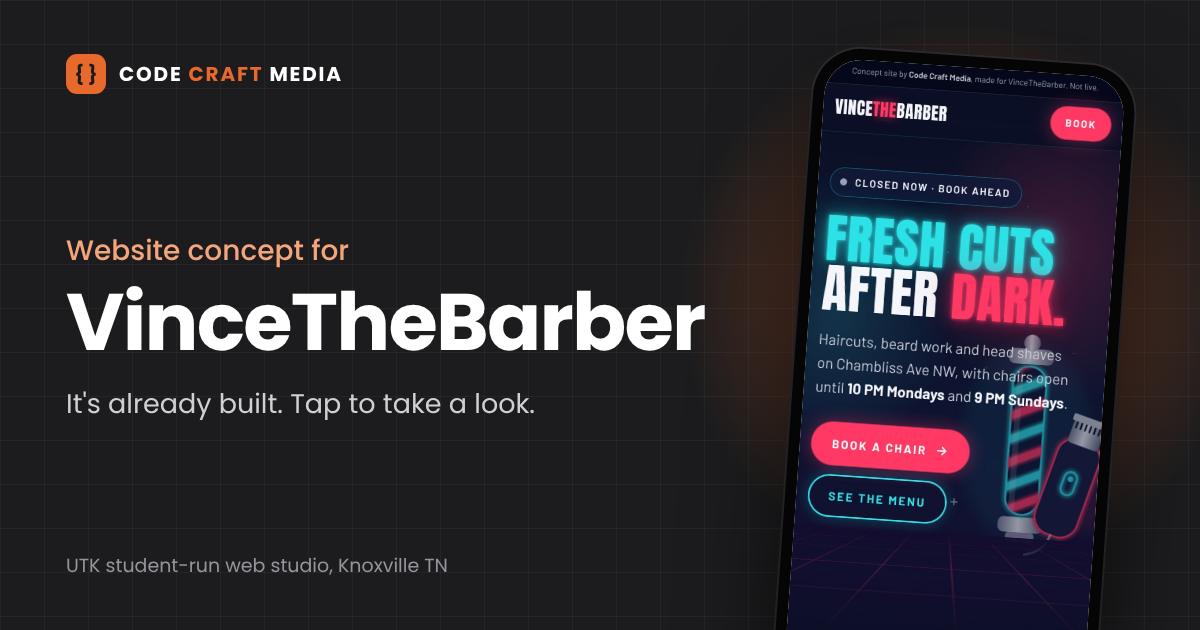 { } CODE CRAFT MEDIA
Website concept for
VinceTheBarber
It's already built. Tap to take a look.
UTK student-run web studio, Knoxville TN
Concept site by Code Craft Media, made for VinceTheBarber. Not live.
VINCETHEBARBER
BOOK
CLOSED NOW · BOOK AHEAD
FRESH CUTS
AFTER DARK.
Haircuts, beard work and head shaves
on Chambliss Ave NW, with chairs open
until 10 PM Mondays and 9 PM Sundays.
BOOK A CHAIR →
SEE THE MENU